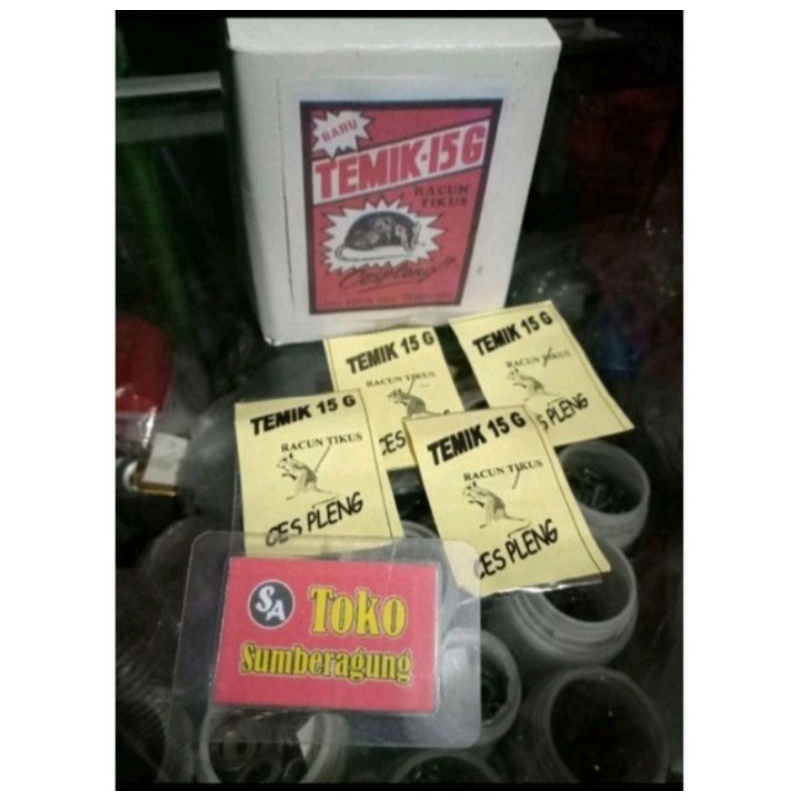 BARU
TEMIK-15G
RACUN
TIKUS
Cespleng
TEMIK 15 G
RACUN TIKUS
CES
TEMIK 15 G
RACUN TIKUS
CES PLENG
TEMIK 15 G
RACUN TIKUS
CES PLENG
TEMIK 15 G
RACUN TIKUS
CES PLENG
SA
Toko
Sumberagung